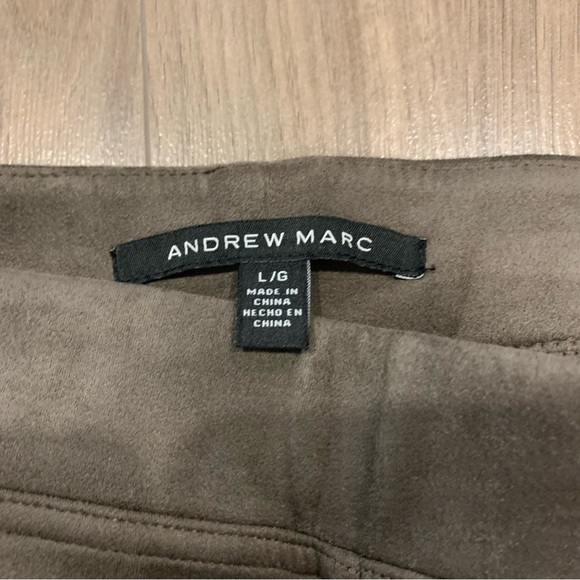 ANDREW MARC
L/G
MADE IN
CHINA
HECHO EN
CHINA